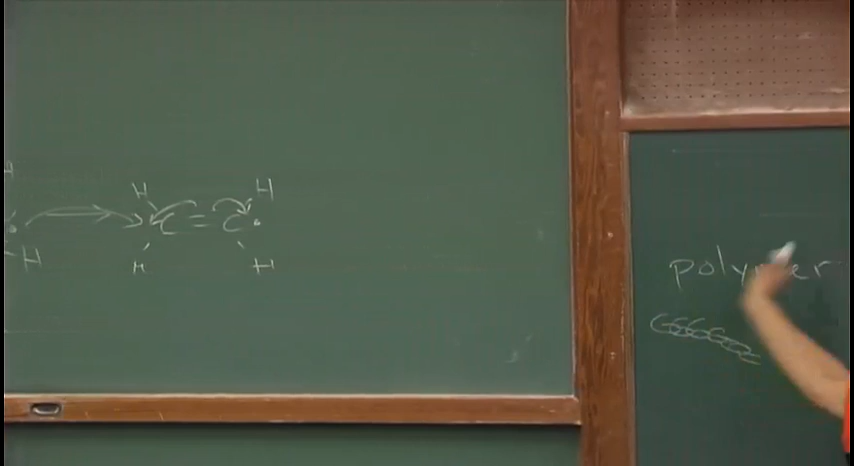 H H H
C = C
H H H
polymer